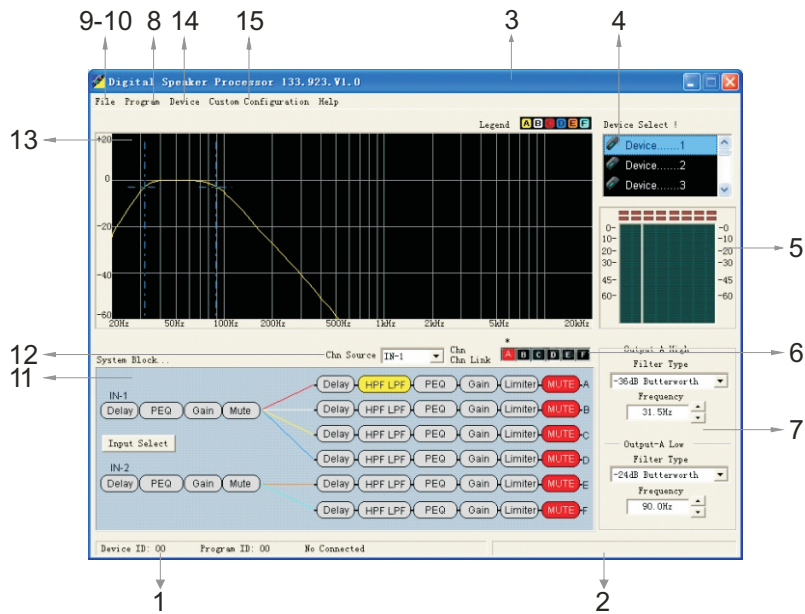 9-10 8 14 15 3 4
Digital Speaker Processor 133.923.V1.0
File Program Device Custom Configuration Help
Legend A B C D E F Device Select !
13
+20
0
-20
-40
-60
20Hz 50Hz 100Hz 200Hz 500Hz 1kHz 2kHz 5kHz 20kHz
Device.......1
Device.......2
Device.......3
0- -0
10- -10
20- -20
30- -30
45- -45
60- -60
5
12
Chn Source IN-1 Chn
Chn Link
*
A B C D E F
6
System Block...
11
IN-1
Delay PEQ Gain Mute
Input Select
IN-2
Delay PEQ Gain Mute
Delay HPF LPF PEQ Gain Limiter MUTE A
Delay HPF LPF PEQ Gain Limiter MUTE B
Delay HPF LPF PEQ Gain Limiter MUTE C
Delay HPF LPF PEQ Gain Limiter MUTE D
Delay HPF LPF PEQ Gain Limiter MUTE E
Delay HPF LPF PEQ Gain Limiter MUTE F
Output-A High
Filter Type
-36dB Butterworth
Frequency
31.5Hz
7
Output-A Low
Filter Type
-24dB Butterworth
Frequency
90.0Hz
Device ID: 00 Program ID: 00 No Connected
1 2